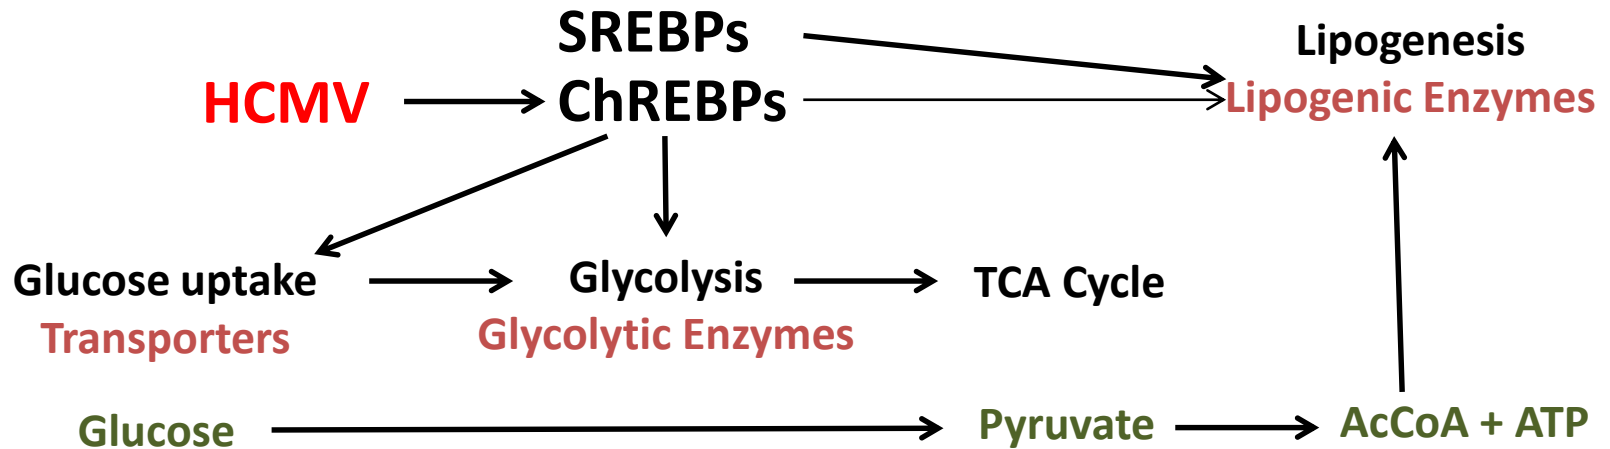 SREBPs
Lipogenesis
HCMV
ChREBPs
Lipogenic Enzymes
Glucose uptake
Glycolysis
TCA Cycle
Transporters
Glycolytic Enzymes
Glucose
Pyruvate
AcCoA + ATP